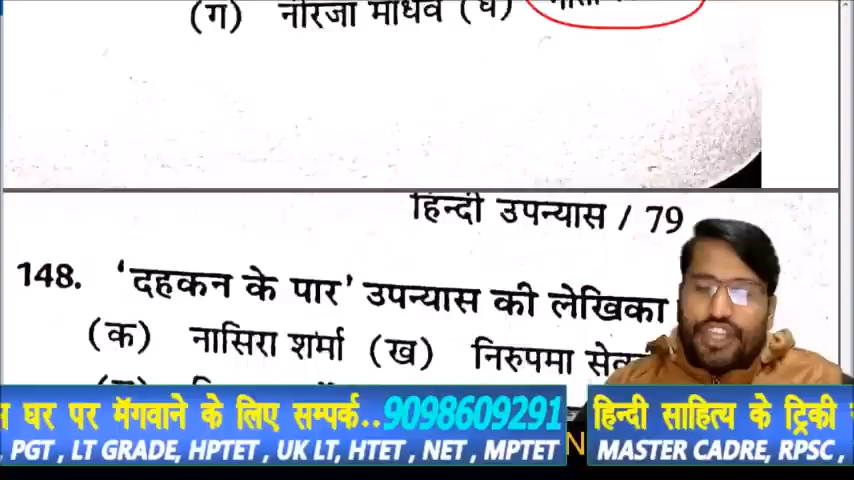 (ग) नीरजा माधव (घ)
हिन्दी उपन्यास / 79
148. 'दहकन के पार' उपन्यास की लेखिका
(क) नासिरा शर्मा (ख) निरुपमा
घर पर मँगवाने के लिए सम्पर्क..9098609291 हिन्दी साहित्य के ट्रिकी
, PGT , LT GRADE, HPTET , UK LT, HTET , NET , MPTET MASTER CADRE, RPSC ,